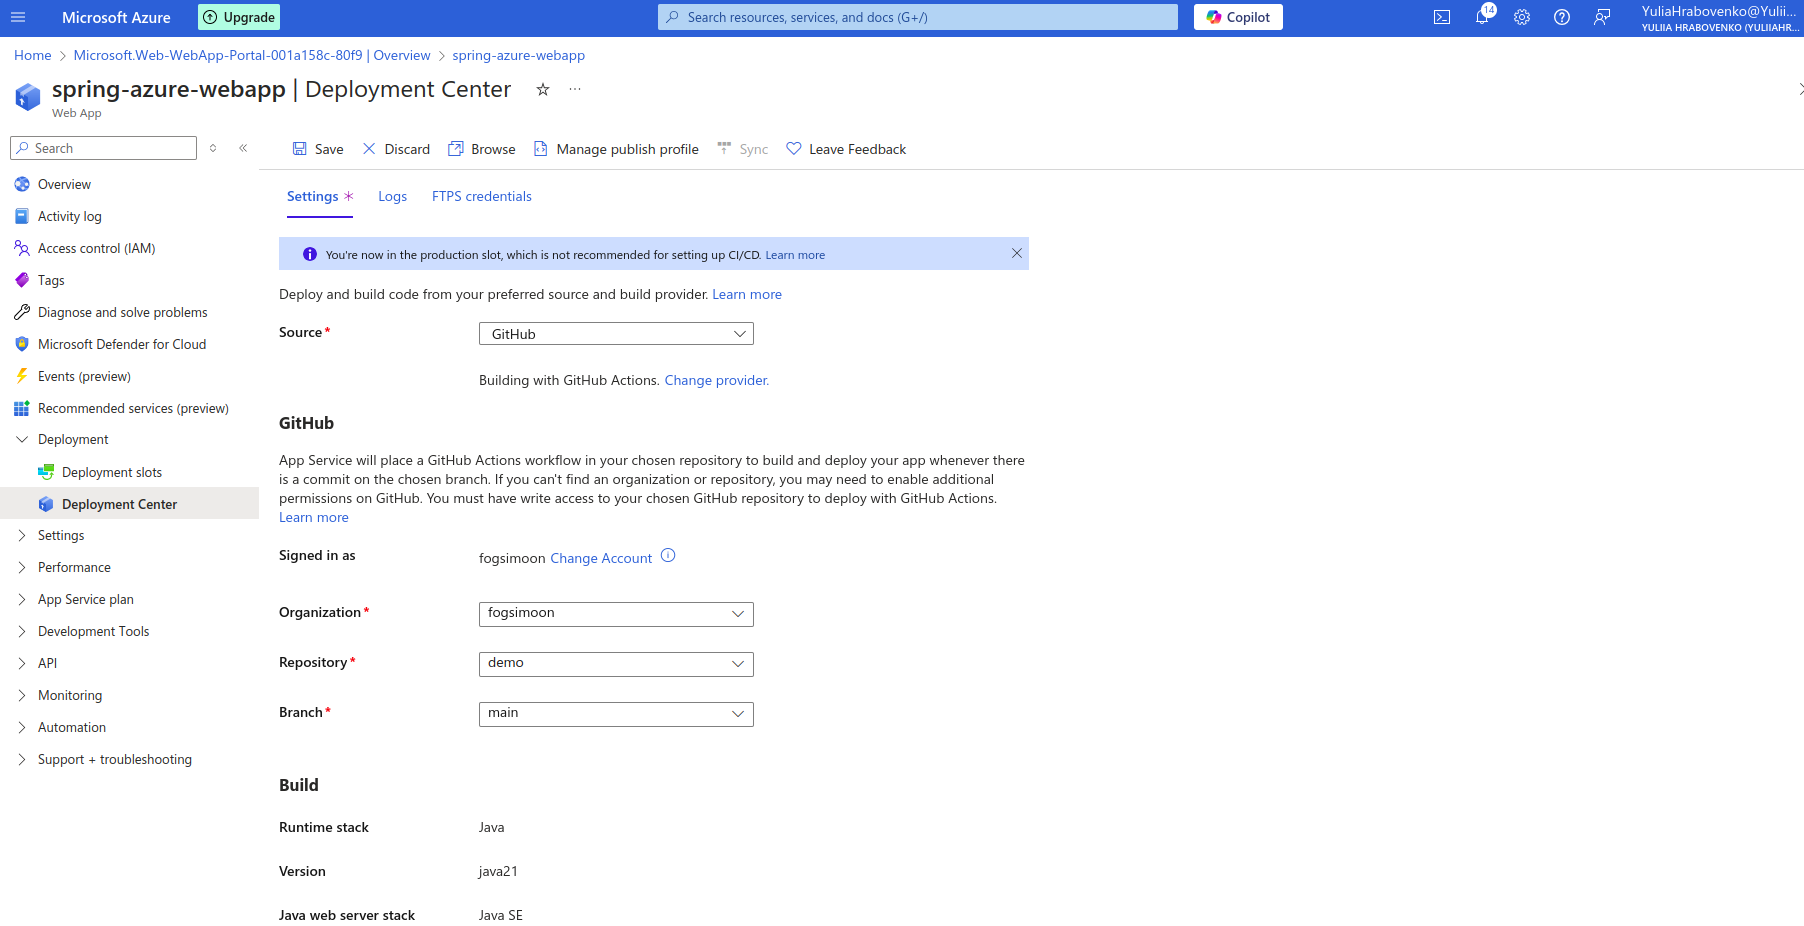 Microsoft Azure
Upgrade
Search resources, services, and docs (G+/)
Copilot
14
YuliaHrabovenko@Yulii...
YULIIA HRABOVENKO (YULIIAHR...
Home > Microsoft.Web-WebApp-Portal-001a158c-80f9 | Overview > spring-azure-webapp
spring-azure-webapp | Deployment Center
Web App
Search
Overview
Activity log
Access control (IAM)
Tags
Diagnose and solve problems
Microsoft Defender for Cloud
Events (preview)
Recommended services (preview)
Deployment
Deployment slots
Deployment Center
Settings
Performance
App Service plan
Development Tools
API
Monitoring
Automation
Support + troubleshooting
Save Discard Browse Manage publish profile Sync Leave Feedback
Settings * Logs FTPS credentials
You're now in the production slot, which is not recommended for setting up CI/CD. Learn more
Deploy and build code from your preferred source and build provider. Learn more
Source* GitHub
Building with GitHub Actions. Change provider.
GitHub
App Service will place a GitHub Actions workflow in your chosen repository to build and deploy your app whenever there
is a commit on the chosen branch. If you can't find an organization or repository, you may need to enable additional
permissions on GitHub. You must have write access to your chosen GitHub repository to deploy with GitHub Actions.
Learn more
Signed in as fogsimoon Change Account
Organization* fogsimoon
Repository* demo
Branch* main
Build
Runtime stack Java
Version java21
Java web server stack Java SE